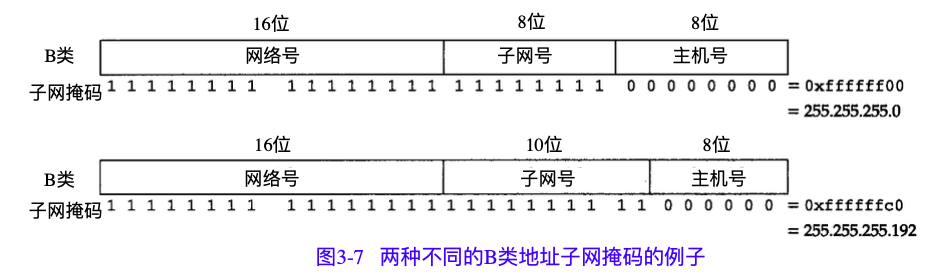 16位 8位 8位
B类 网络号 子网号 主机号
子网掩码 1 1 1 1 1 1 1 1 1 1 1 1 1 1 1 1 1 1 1 1 1 1 1 1 0 0 0 0 0 0 0 0 = 0xffffff00
= 255.255.255.0
16位 10位 8位
B类 网络号 子网号 主机号
子网掩码 1 1 1 1 1 1 1 1 1 1 1 1 1 1 1 1 1 1 1 1 1 1 1 1 1 1 0 0 0 0 0 0 = 0xffffffc0
= 255.255.255.192
图3-7 两种不同的B类地址子网掩码的例子